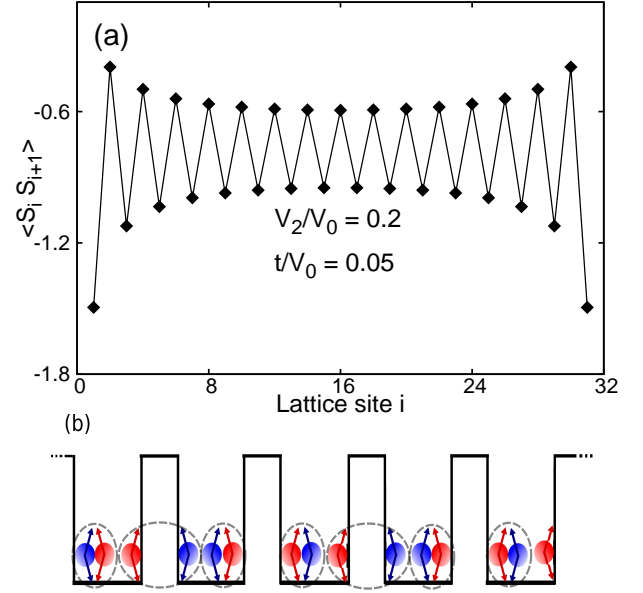 (a)
-0.6
-1.2
-1.8
<S_i S_{i+1}>
V_2/V_0 = 0.2
t/V_0 = 0.05
0 8 16 24 32
Lattice site i
(b)